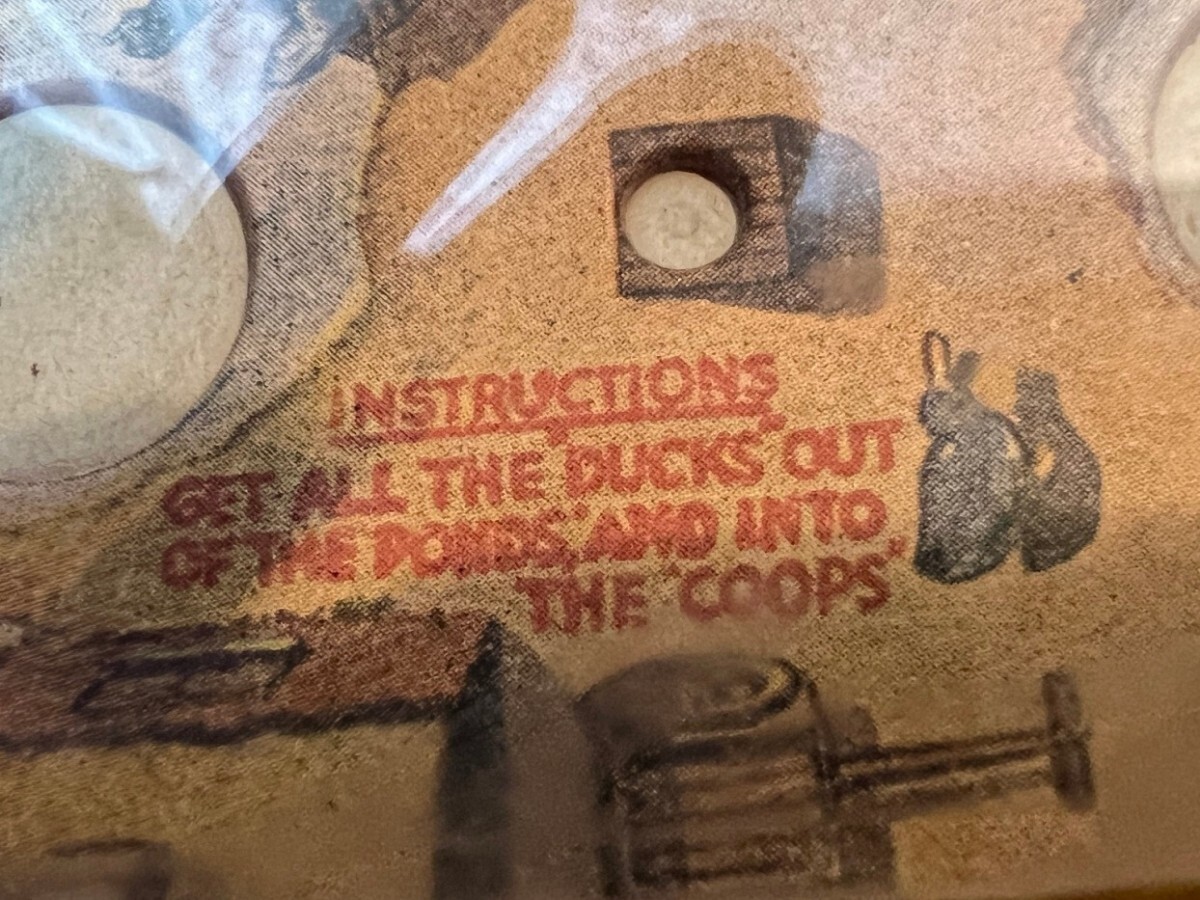 INSTRUCTIONS
GET ALL THE "DUCKS" OUT
OF THE "PONDS," AND INTO
THE "COOPS"